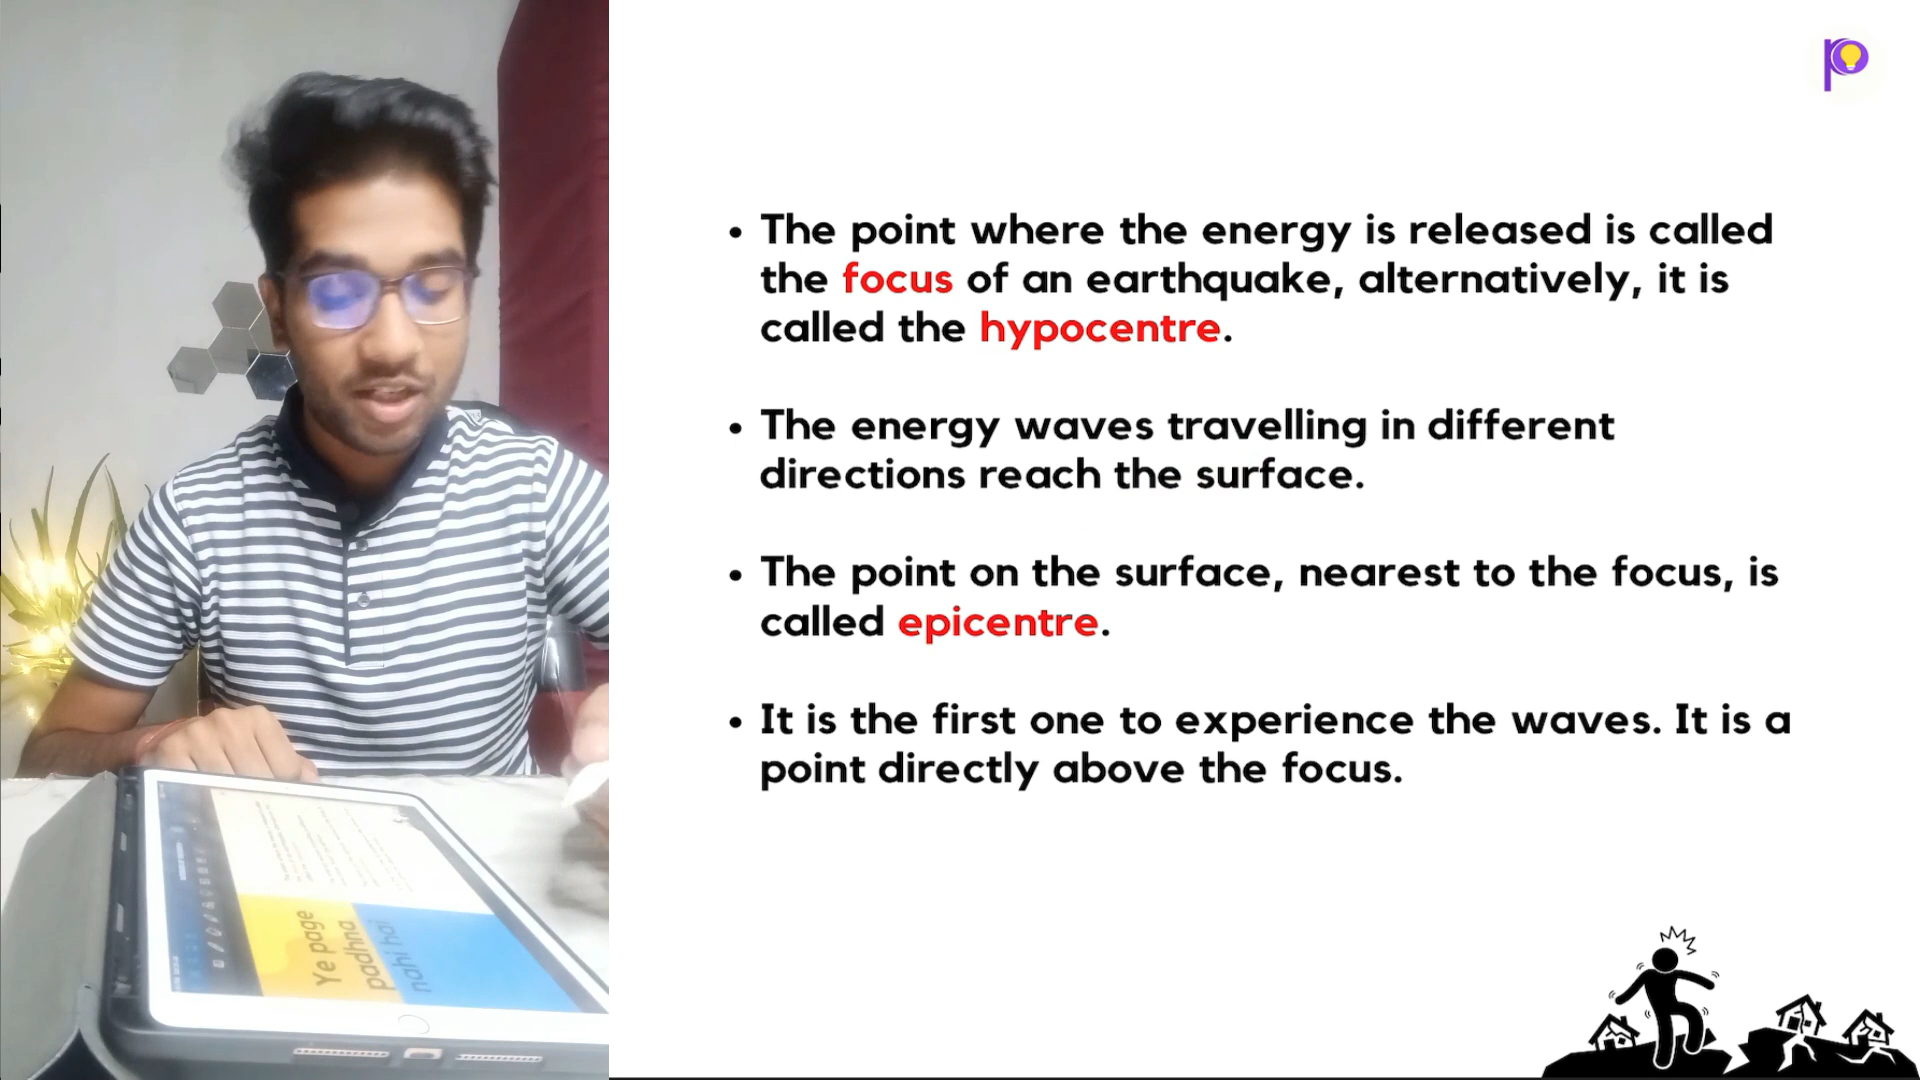 • The point where the energy is released is called
the focus of an earthquake, alternatively, it is
called the hypocentre.
• The energy waves travelling in different
directions reach the surface.
• The point on the surface, nearest to the focus, is
called epicentre.
• It is the first one to experience the waves. It is a
point directly above the focus.
Ye page
padhna
nahi hai